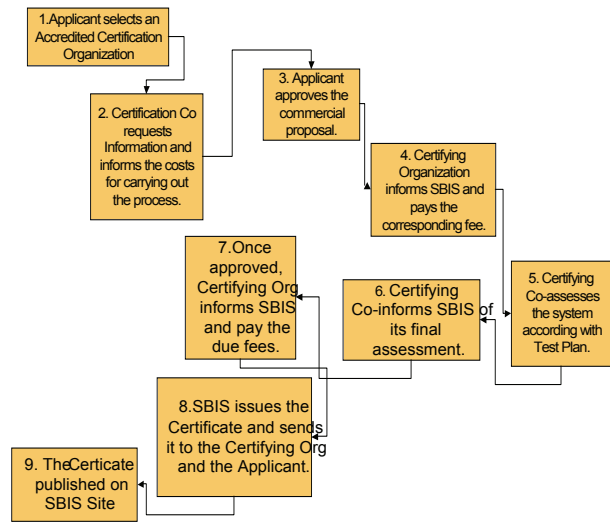 1.Applicant selects an
Accredited Certification
Organization
2. Certification Co
requests
Information and
informs the costs
for carrying out
the process.
3. Applicant
approves the
commercial
proposal.
4. Certifying
Organization
informs SBIS and
pays the
corresponding fee.
5. Certifying
Co-assesses
the system
according with
Test Plan.
6. Certifying
Co-informs SBIS of
its final
assessment.
7.Once
approved,
Certifying Org
informs SBIS
and pay the
due fees.
8.SBIS issues the
Certificate and sends
it to the Certifying Org
and the Applicant.
9. TheCerticate
published on
SBIS Site